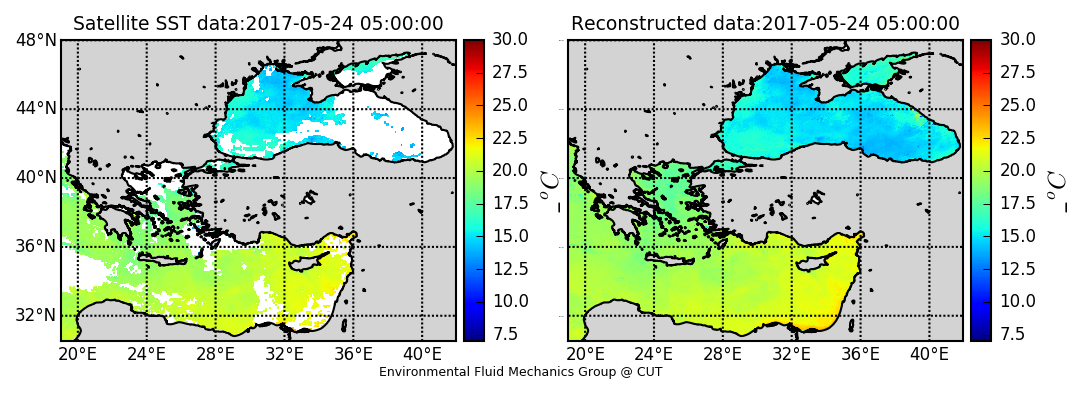 Satellite SST data:2017-05-24 05:00:00
48°N
44°N
40°N
36°N
32°N
20°E 24°E 28°E 32°E 36°E 40°E
30.0
27.5
25.0
22.5
20.0
17.5
15.0
12.5
10.0
7.5
_ °C
Reconstructed data:2017-05-24 05:00:00
20°E 24°E 28°E 32°E 36°E 40°E
30.0
27.5
25.0
22.5
20.0
17.5
15.0
12.5
10.0
7.5
_ °C
Environmental Fluid Mechanics Group @ CUT